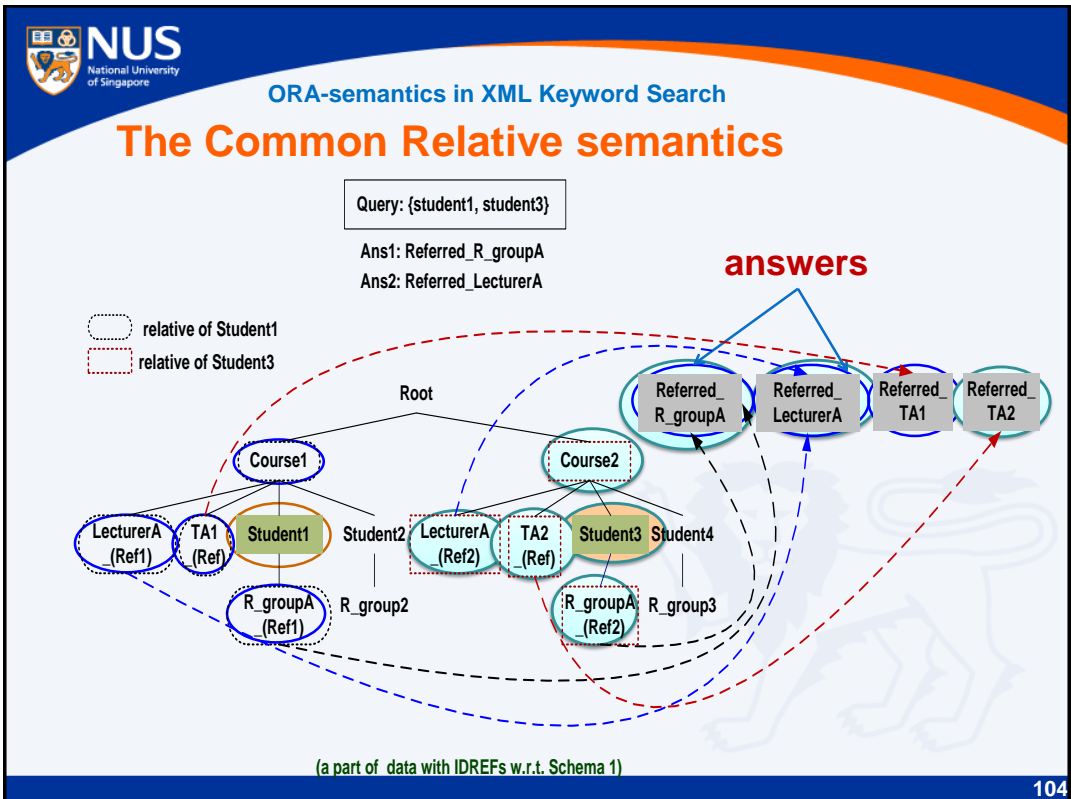 NUS
National University
of Singapore
ORA-semantics in XML Keyword Search
The Common Relative semantics
Query: {student1, student3}
Ans1: Referred_R_groupA
Ans2: Referred_LecturerA
answers
relative of Student1
relative of Student3
Root
Referred_
R_groupA
Referred_
LecturerA
Referred_
TA1
Referred_
TA2
Course1
Course2
LecturerA
_(Ref1)
TA1
_(Ref)
Student1
Student2
LecturerA
_(Ref2)
TA2
_(Ref)
Student3
Student4
R_groupA
_(Ref1)
R_group2
R_groupA
_(Ref2)
R_group3
(a part of data with IDREFs w.r.t. Schema 1)
104